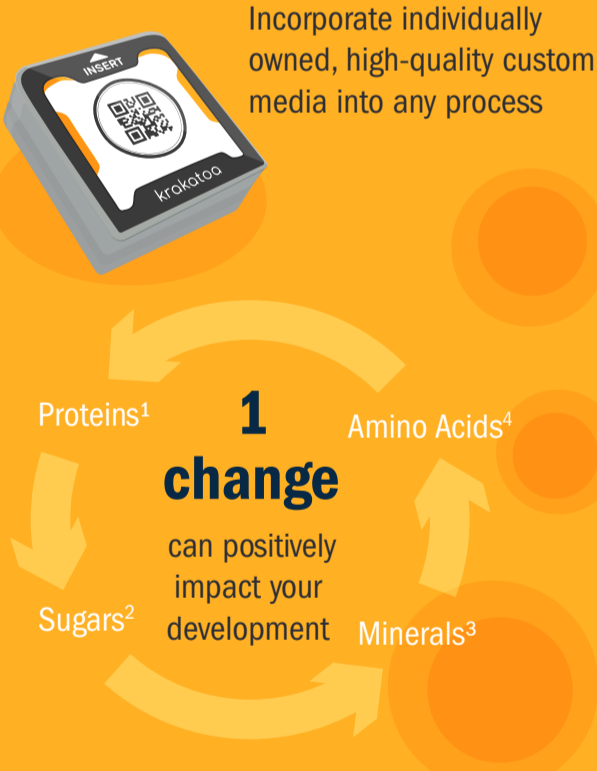 Incorporate individually
owned, high-quality custom
media into any process
INSERT
krakatoa
Proteins¹
1
change
Amino Acids⁴
can positively
impact your
development
Sugars²
Minerals³